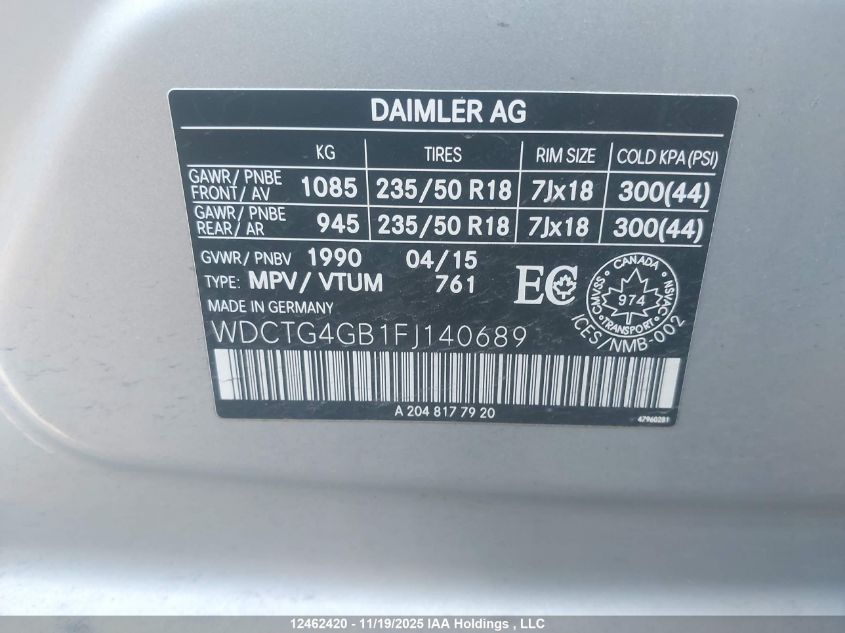 DAIMLER AG
KG TIRES RIM SIZE COLD KPA (PSI)
GAWR/ PNBE FRONT/ AV 1085 235/50 R18 7Jx18 300(44)
GAWR/ PNBE REAR/ AR 945 235/50 R18 7Jx18 300(44)
GVWR/ PNBV 1990 04/15
TYPE: MPV/ VTUM 761
EC
CANADA
CMVSS NSVAC
974
TRANSPORT
ICES/NMB-002
MADE IN GERMANY
WDCTG4GB1FJ140689
A 204 817 79 20
47960281
12462420 - 11/19/2025 IAA Holdings , LLC